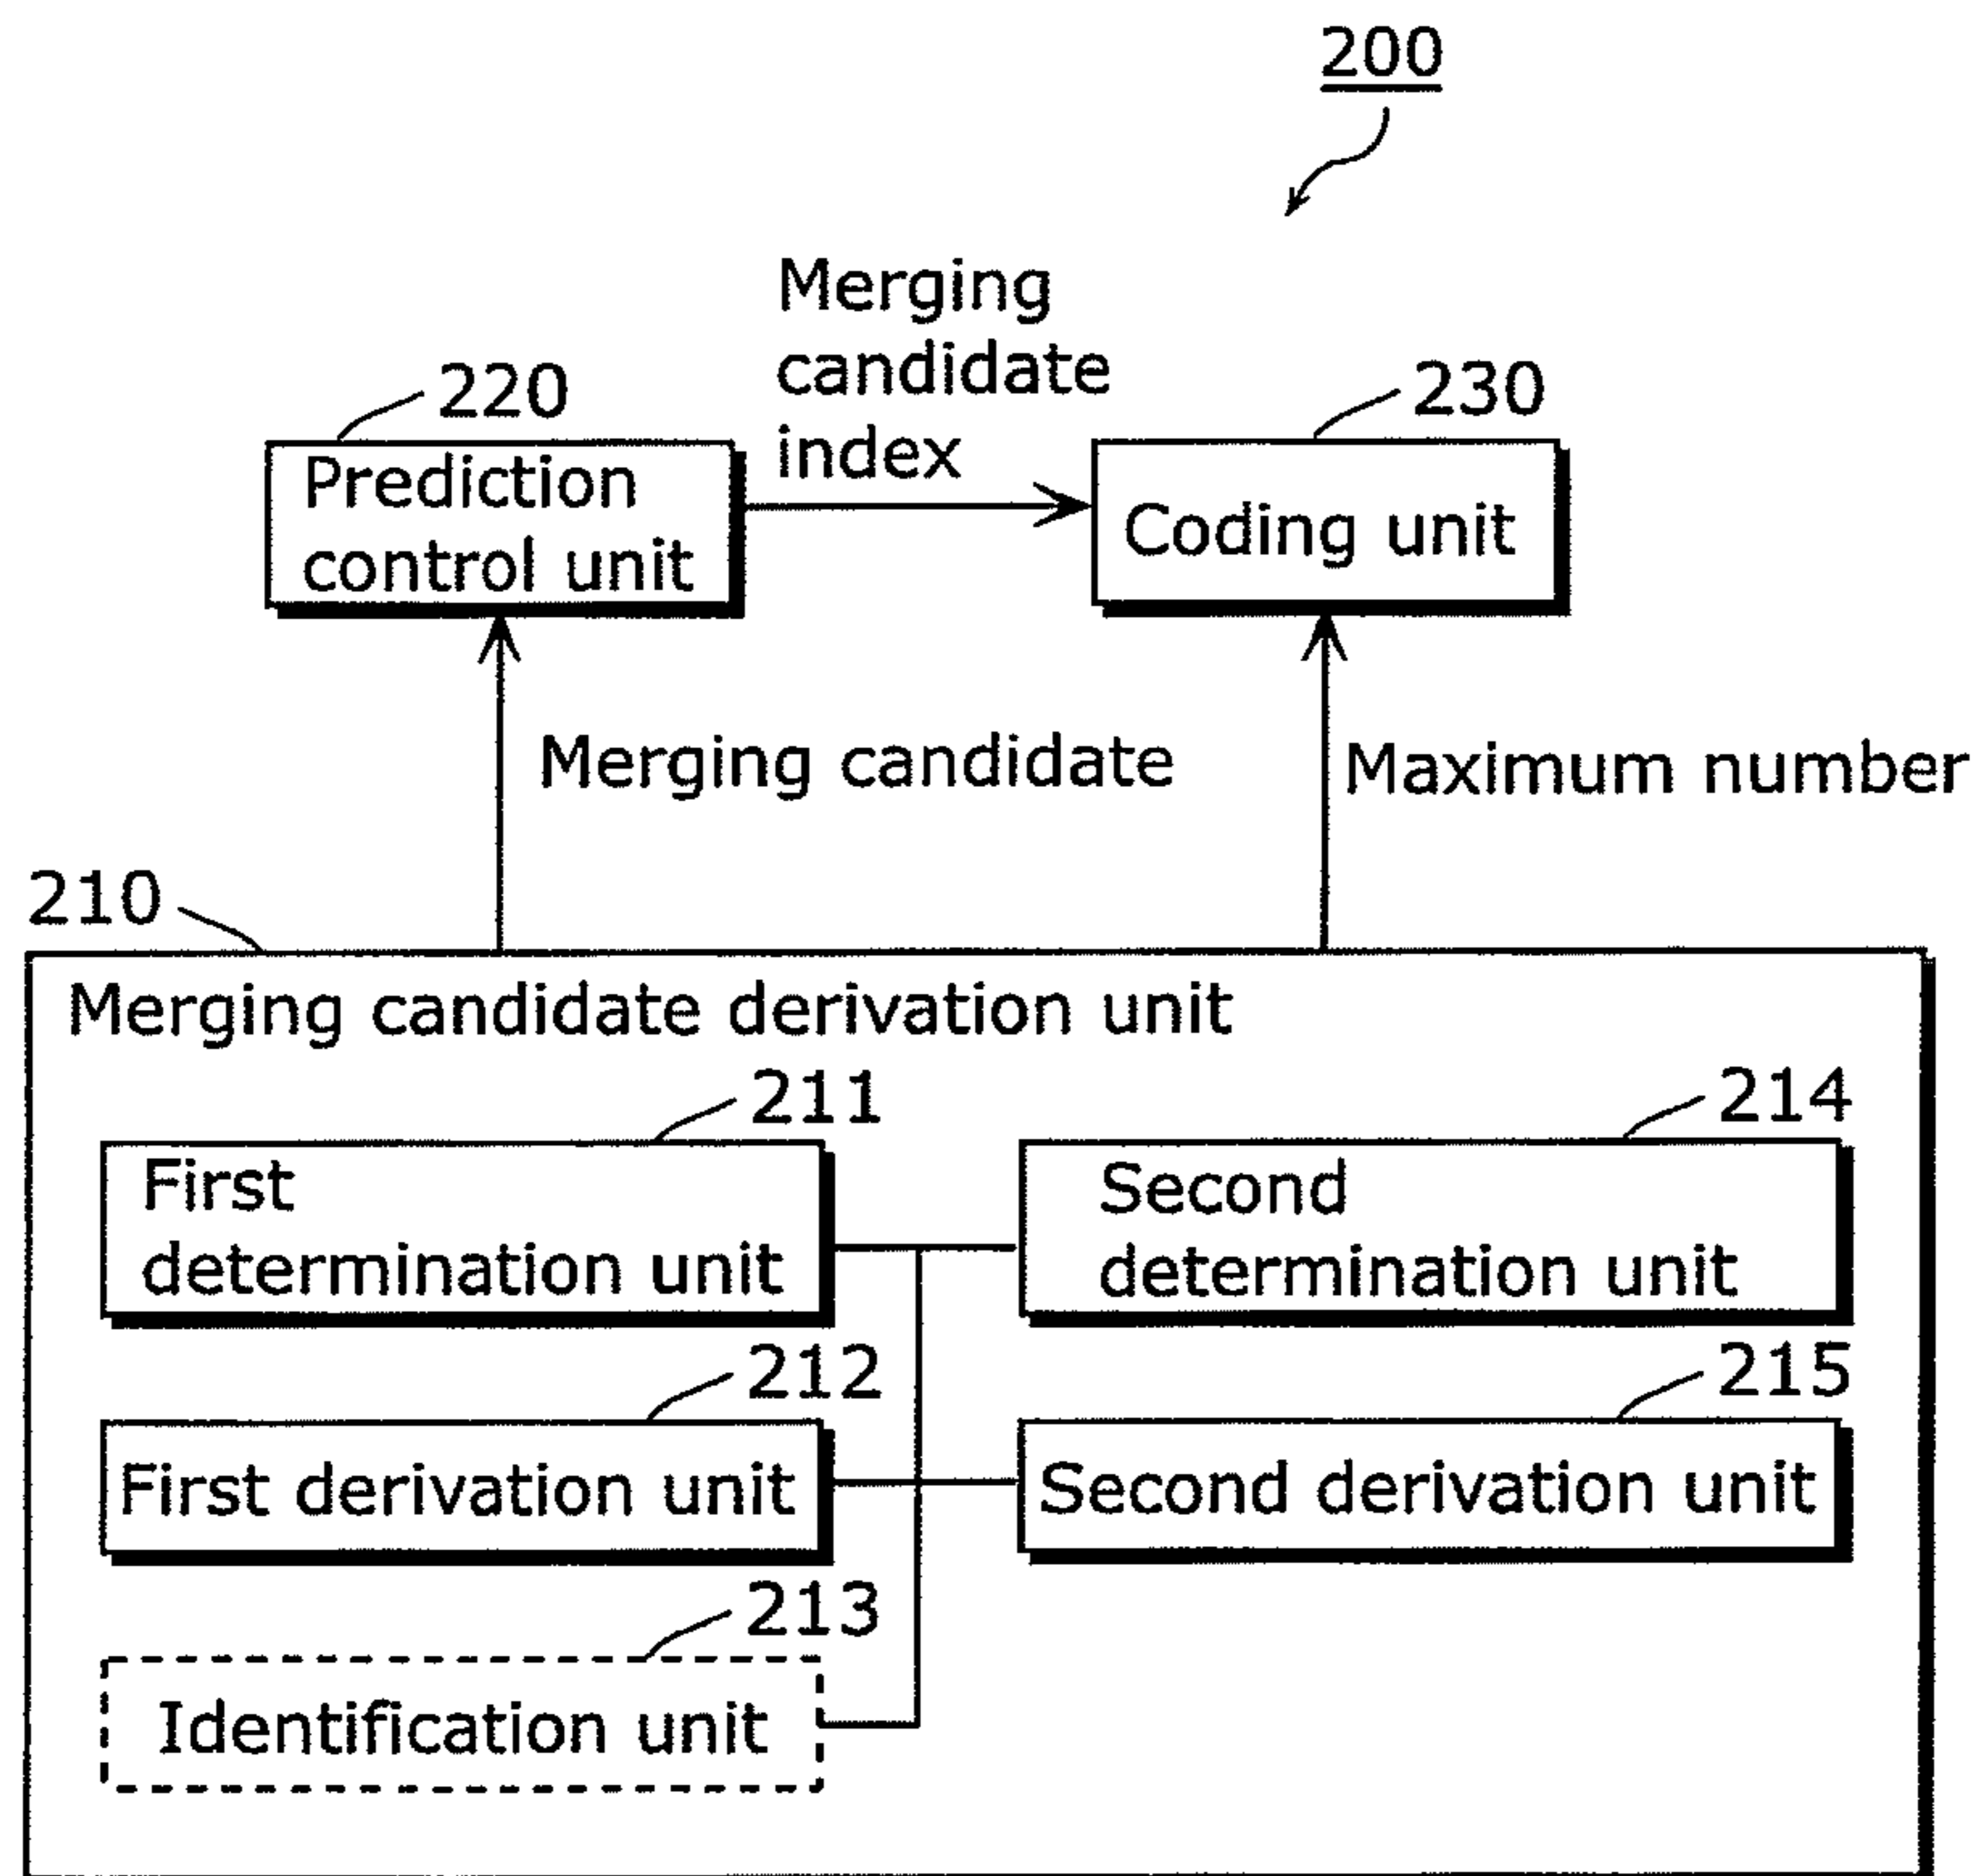 200
Merging
candidate
index
220
230
Prediction
control unit
Coding unit
Merging candidate
Maximum number
210
Merging candidate derivation unit
211
214
First
determination unit
Second
determination unit
212
215
First derivation unit
Second derivation unit
213
Identification unit